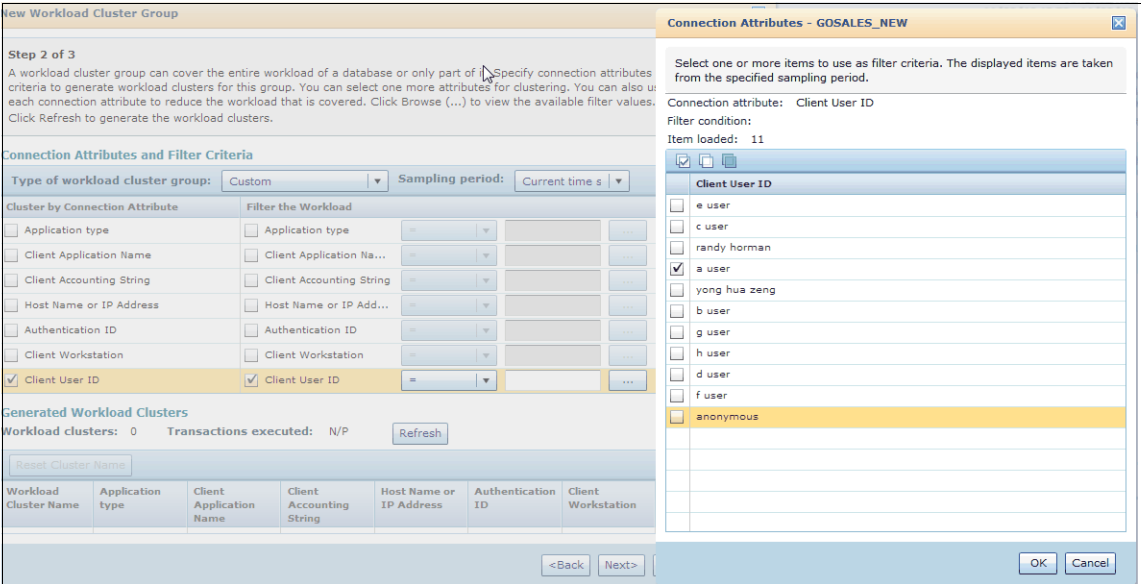 New Workload Cluster Group
Step 2 of 3
A workload cluster group can cover the entire workload of a database or only part of Specify connection attributes
criteria to generate workload clusters for this group. You can select one more attributes for clustering. You can also
each connection attribute to reduce the workload that is covered. Click Browse (...) to view the available filter values.
Click Refresh to generate the workload clusters.
Connection Attributes and Filter Criteria
Type of workload cluster group: Custom Sampling period: Current time s
Cluster by Connection Attribute Filter the Workload
Application type Application type = ...
Client Application Name Client Application Na... = ...
Client Accounting String Client Accounting String = ...
Host Name or IP Address Host Name or IP Add... = ...
Authentication ID Authentication ID = ...
Client Workstation Client Workstation = ...
Client User ID Client User ID = ...
Generated Workload Clusters
Workload clusters: 0 Transactions executed: N/P Refresh
Reset Cluster Name
Workload Cluster Name Application type Client Application Name Client Accounting String Host Name or IP Address Authentication ID Client Workstation
<Back Next>
Connection Attributes - GOSALES_NEW
Select one or more items to use as filter criteria. The displayed items are taken
from the specified sampling period.
Connection attribute: Client User ID
Filter condition:
Item loaded: 11
Client User ID
e user
c user
randy horman
a user
yong hua zeng
b user
g user
h user
d user
f user
anonymous
OK Cancel